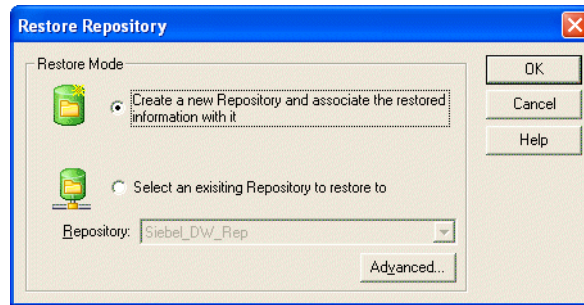 Restore Repository
Restore Mode
Create a new Repository and associate the restored
information with it
Select an exisiting Repository to restore to
Repository: Siebel_DW_Rep
Advanced...
OK
Cancel
Help